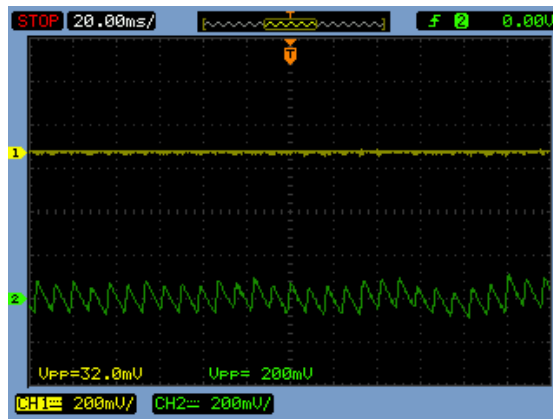 STOP 20.00ms/ T f 2 0.00V
T
1
2
VPP=32.0mV VPP= 200mV
CH1 200mV/ CH2 200mV/